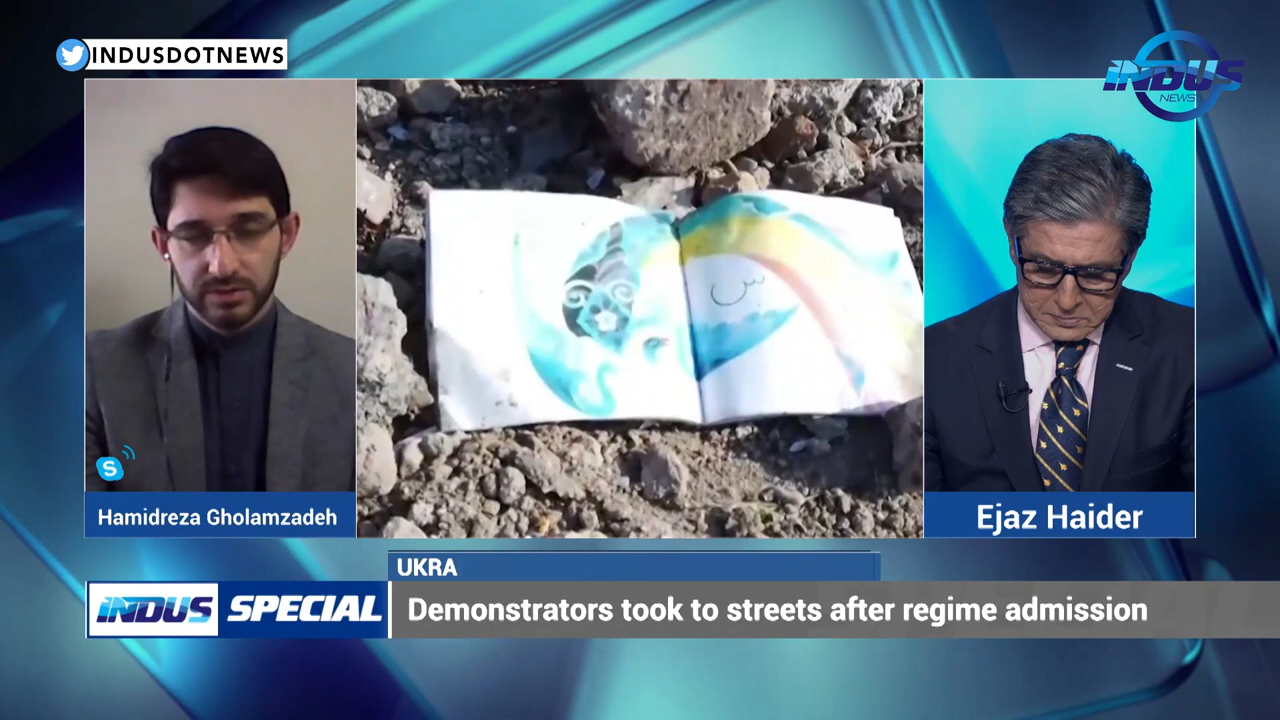 INDUSDOTNEWS
INDUS
NEWS
س
S
Hamidreza Gholamzadeh
Ejaz Haider
UKRA
INDUS SPECIAL
Demonstrators took to streets after regime admission